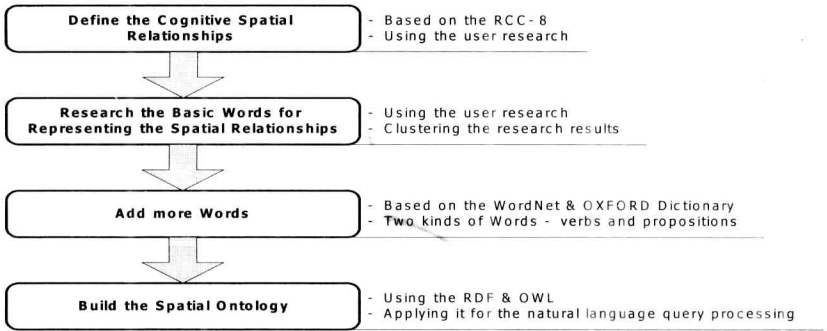 Define the Cognitive Spatial
Relationships
- Based on the RCC-8
- Using the user research
Research the Basic Words for
Representing the Spatial Relationships
- Using the user research
- Clustering the research results
Add more Words
- Based on the WordNet & OXFORD Dictionary
- Two kinds of Words - verbs and propositions
Build the Spatial Ontology
- Using the RDF & OWL
- Applying it for the natural language query processing